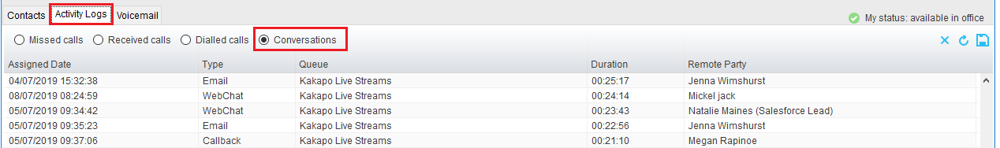 Contacts Activity Logs Voicemail My status: available in office
Missed calls Received calls Dialled calls Conversations
Assigned Date Type Queue Duration Remote Party
04/07/2019 15:32:38 Email Kakapo Live Streams 00:25:17 Jenna Wimshurst
08/07/2019 08:24:59 WebChat Kakapo Live Streams 00:24:14 Mickel jack
05/07/2019 09:34:42 WebChat Kakapo Live Streams 00:23:43 Natalie Maines (Salesforce Lead)
05/07/2019 09:35:23 Email Kakapo Live Streams 00:22:56 Jenna Wimshurst
05/07/2019 09:37:06 Callback Kakapo Live Streams 00:21:10 Megan Rapinoe